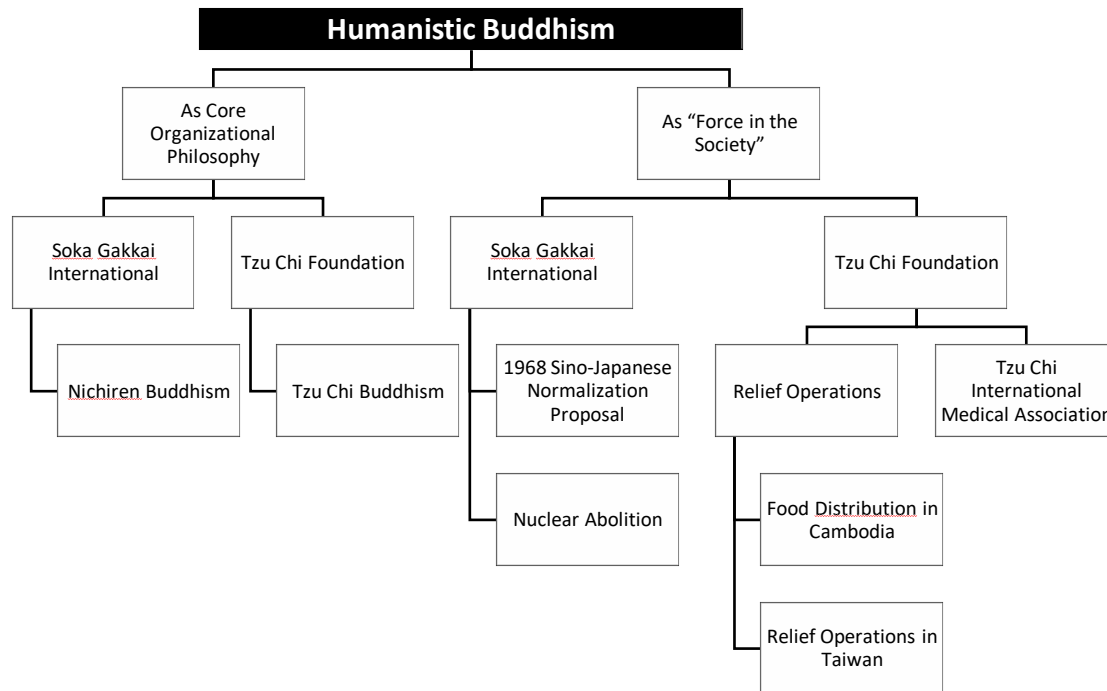 Humanistic Buddhism
As Core
Organizational
Philosophy
As “Force in the
Society”
Soka Gakkai
International
Tzu Chi Foundation
Soka Gakkai
International
Tzu Chi Foundation
Nichiren Buddhism
Tzu Chi Buddhism
1968 Sino-Japanese
Normalization
Proposal
Relief Operations
Tzu Chi
International
Medical Association
Nuclear Abolition
Food Distribution in
Cambodia
Relief Operations in
Taiwan